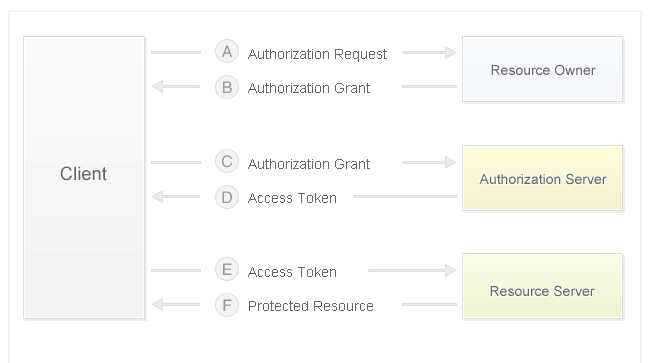 A Authorization Request
Resource Owner
B Authorization Grant
Client
C Authorization Grant
Authorization Server
D Access Token
E Access Token
Resource Server
F Protected Resource